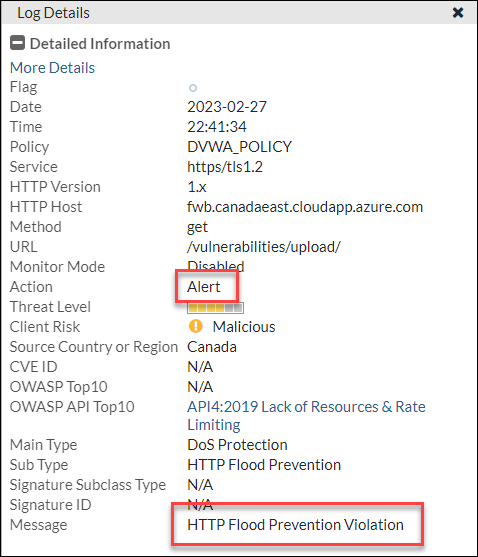 Log Details
Detailed Information
More Details
Flag
Date 2023-02-27
Time 22:41:34
Policy DVWA_POLICY
Service https/tls1.2
HTTP Version 1.x
HTTP Host fwb.canadaeast.cloudapp.azure.com
Method get
URL /vulnerabilities/upload/
Monitor Mode Disabled
Action Alert
Threat Level
Client Risk Malicious
Source Country or Region Canada
CVE ID N/A
OWASP Top10 N/A
OWASP API Top10 API4:2019 Lack of Resources & Rate
Limiting
Main Type DoS Protection
Sub Type HTTP Flood Prevention
Signature Subclass Type N/A
Signature ID N/A
Message HTTP Flood Prevention Violation